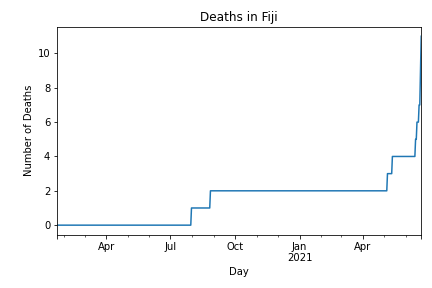 Deaths in Fiji
10
8
6
4
2
0
Number of Deaths
Apr
Jul
Oct
Jan
2021
Apr
Day